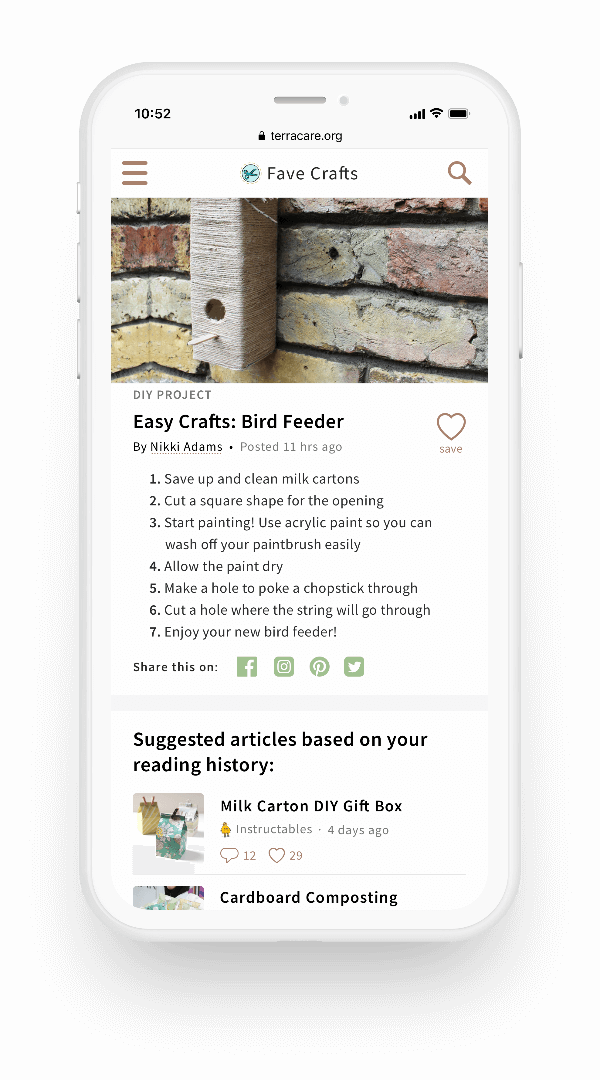 10:52
terracare.org
Fave Crafts
DIY PROJECT
Easy Crafts: Bird Feeder
By Nikki Adams • Posted 11 hrs ago
save
1. Save up and clean milk cartons
2. Cut a square shape for the opening
3. Start painting! Use acrylic paint so you can
wash off your paintbrush easily
4. Allow the paint dry
5. Make a hole to poke a chopstick through
6. Cut a hole where the string will go through
7. Enjoy your new bird feeder!
Share this on:
Suggested articles based on your
reading history:
Milk Carton DIY Gift Box
Instructables · 4 days ago
12 29
Cardboard Composting